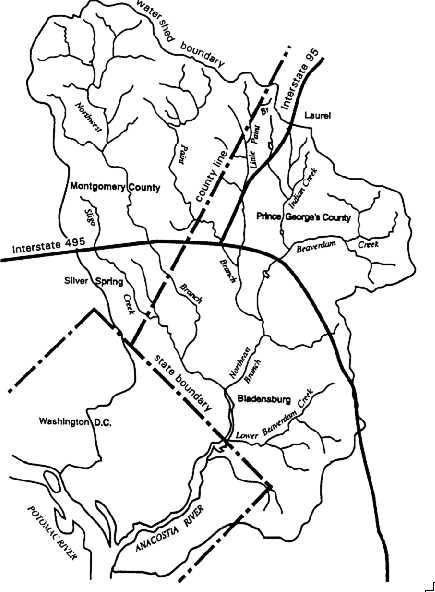 watershed boundary
Interstate 95
Laurel
Northwest
Paint
Little Paint
Br
county line
Montgomery County
Indian Creek
Prince George's County
Sligo
Beaverdam Creek
Interstate 495
Silver Spring
Branch
Branch
Creek
state boundary
Northeast
Branch
Bladensburg
Washington D.C.
Lower Beaverdam Creek
POTOMAC RIVER
ANACOSTIA RIVER